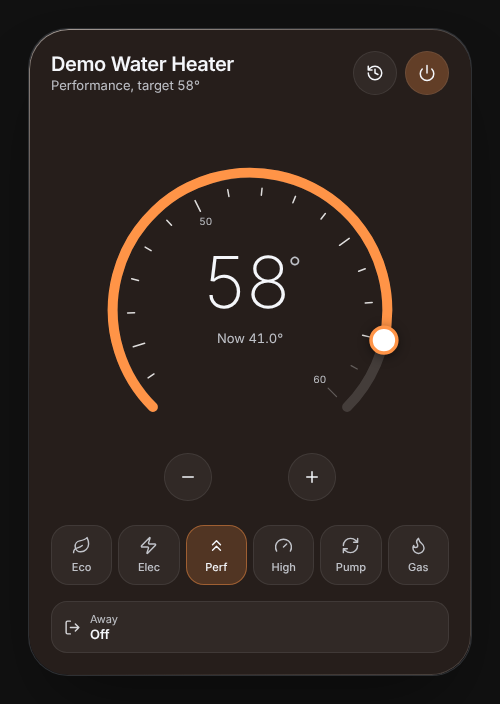 Demo Water Heater
Performance, target 58°
50
58°
Now 41.0°
60
Eco
Elec
Perf
High
Pump
Gas
Away
Off